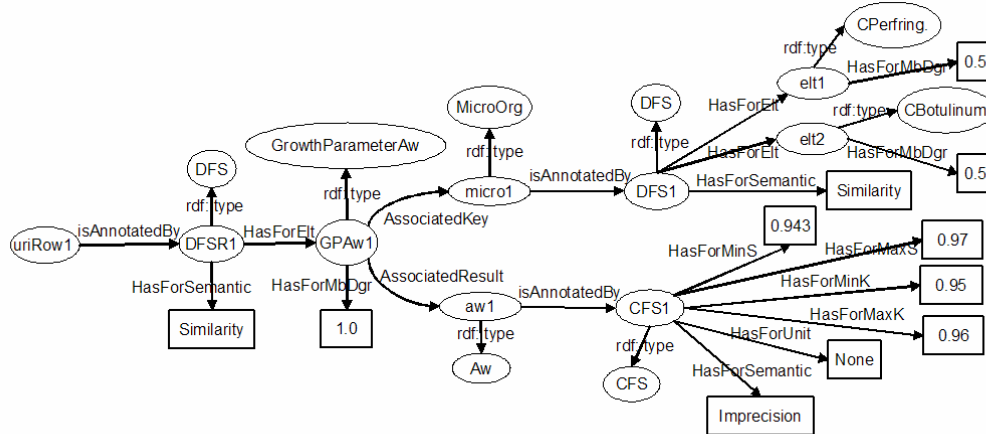 CPerfring.
rdf:type
HasForMbDgr
0.5
elt1
MicroOrg
DFS
HasForElt
rdf:type
CBotulinum
GrowthParameterAw
rdf:type
rdf:type
HasForElt
elt2
HasForMbDgr
0.5
DFS
rdf:type
micro1
isAnnotatedBy
DFS1
HasForSemantic
Similarity
rdf:type
AssociatedKey
uriRow1
isAnnotatedBy
DFSR1
HasForElt
GPAw1
0.943
HasForMinS
HasForMaxS
0.97
HasForSemantic
HasForMbDgr
AssociatedResult
isAnnotatedBy
HasForMinK
0.95
aw1
CFS1
HasForMaxK
0.96
Similarity
1.0
rdf:type
rdf:type
HasForUnit
None
Aw
CFS
HasForSemantic
Imprecision